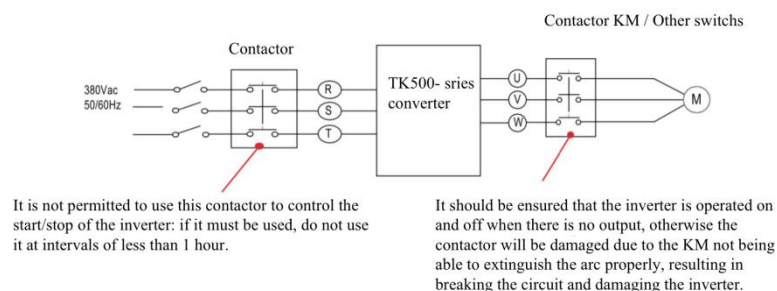 Contactor KM / Other switchs
Contactor
380Vac
50/60Hz
R
S
T
TK500- sries
converter
U
V
W
M
It is not permitted to use this contactor to control the
start/stop of the inverter: if it must be used, do not use
it at intervals of less than 1 hour.
It should be ensured that the inverter is operated on
and off when there is no output, otherwise the
contactor will be damaged due to the KM not being
able to extinguish the arc properly, resulting in
breaking the circuit and damaging the inverter.